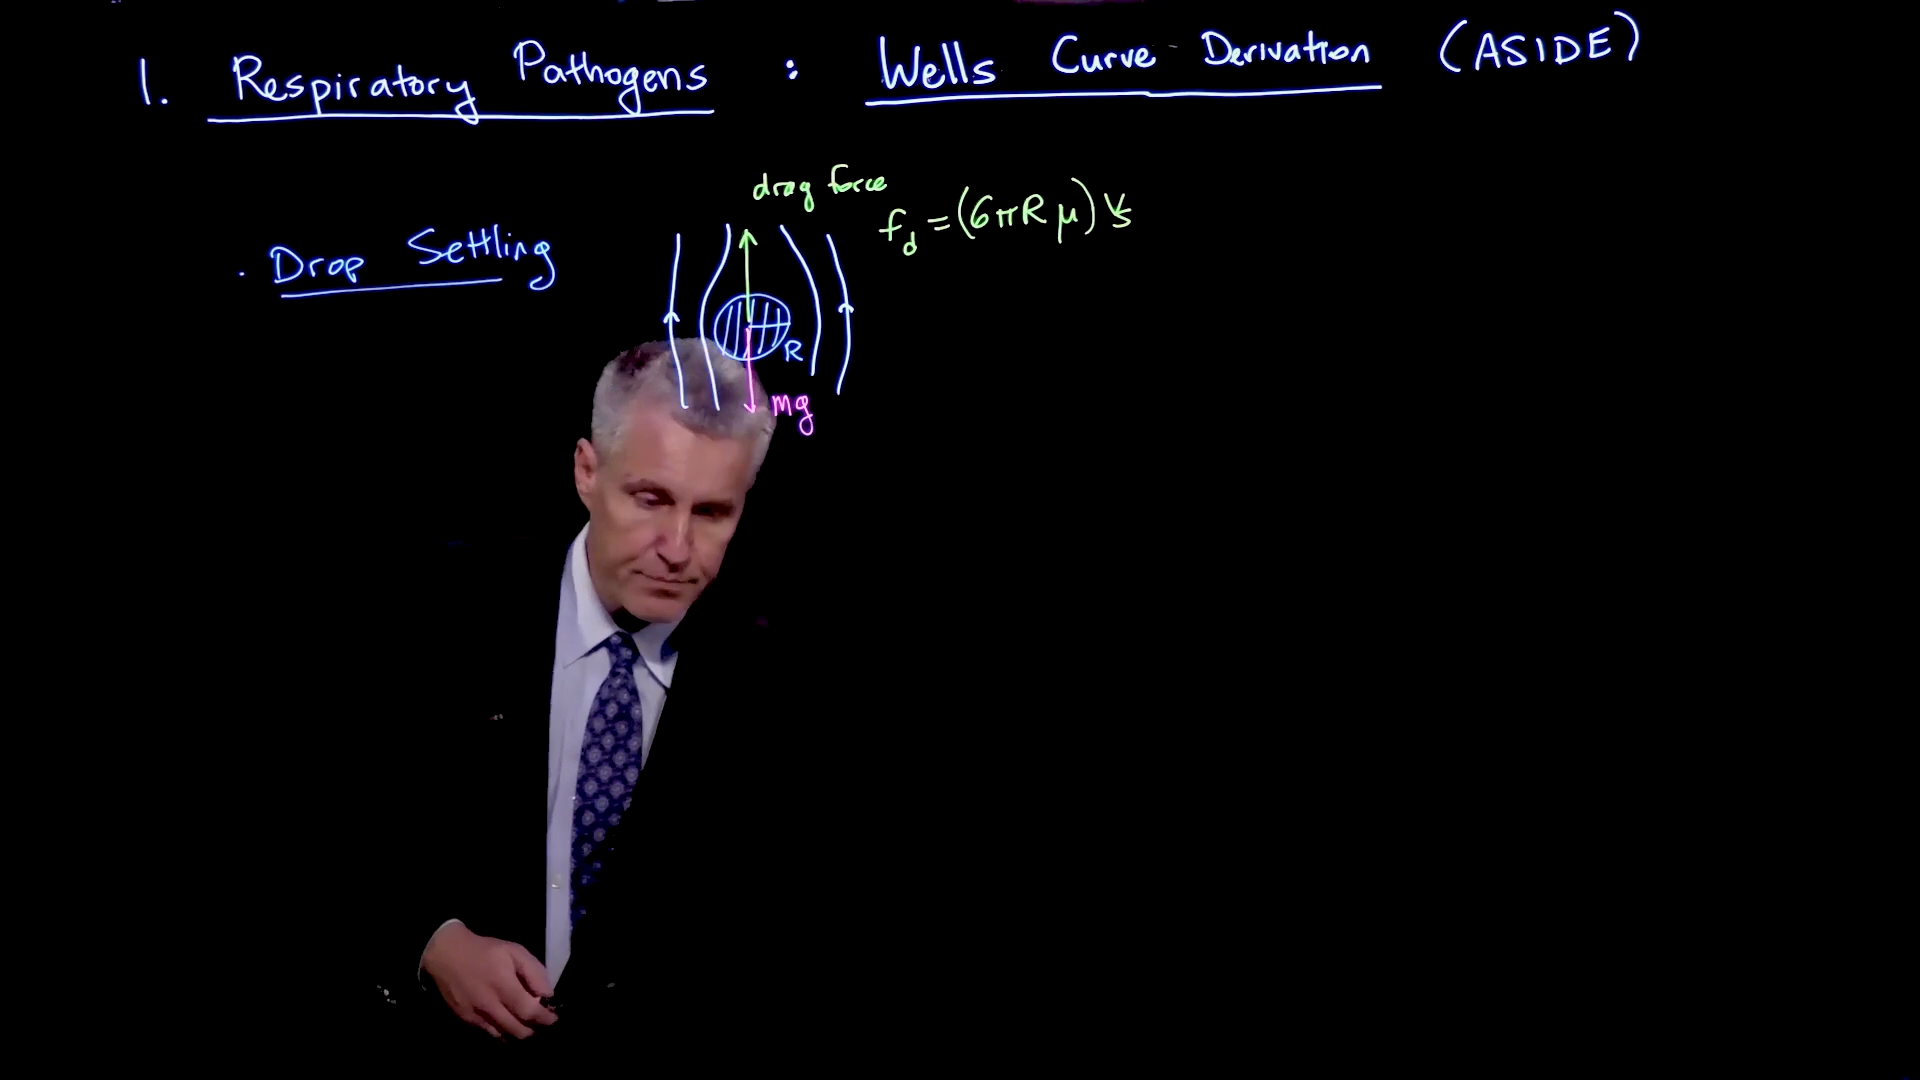 1. Respiratory Pathogens : Wells Curve Derivation (ASIDE)
drag force
f_d = (6πRμ) v_s
· Drop Settling
R
mg